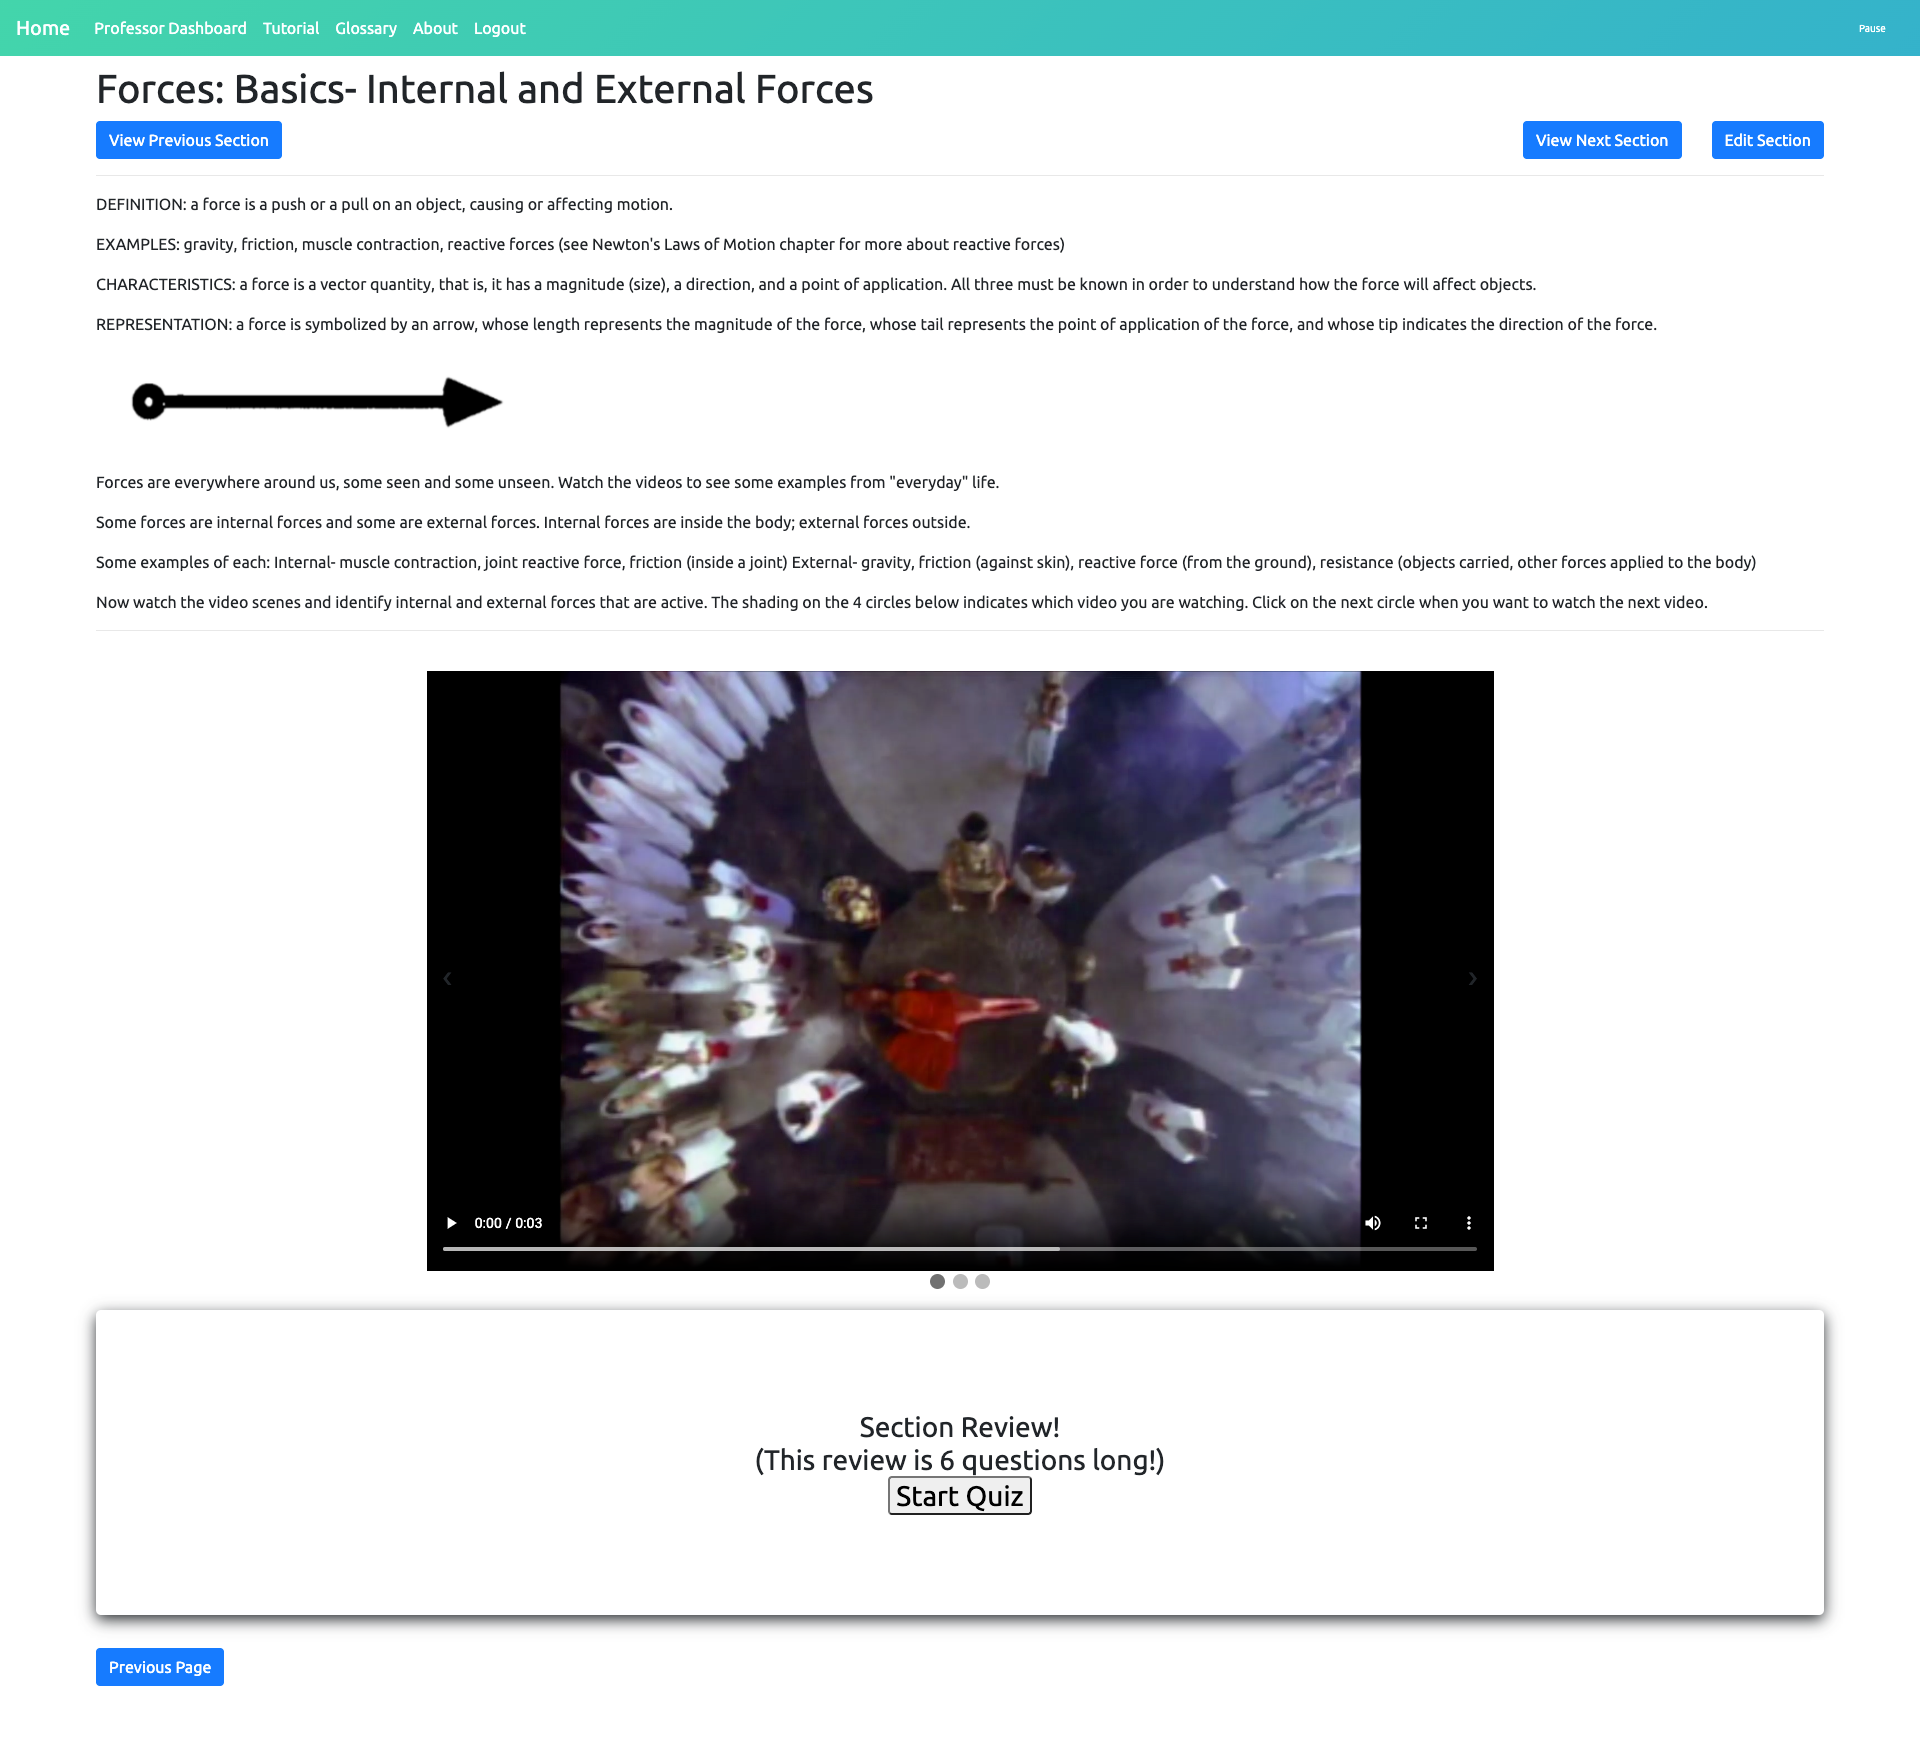 Home Professor Dashboard Tutorial Glossary About Logout Pause
Forces: Basics- Internal and External Forces
View Previous Section View Next Section Edit Section
DEFINITION: a force is a push or a pull on an object, causing or affecting motion.
EXAMPLES: gravity, friction, muscle contraction, reactive forces (see Newton's Laws of Motion chapter for more about reactive forces)
CHARACTERISTICS: a force is a vector quantity, that is, it has a magnitude (size), a direction, and a point of application. All three must be known in order to understand how the force will affect objects.
REPRESENTATION: a force is symbolized by an arrow, whose length represents the magnitude of the force, whose tail represents the point of application of the force, and whose tip indicates the direction of the force.
Forces are everywhere around us, some seen and some unseen. Watch the videos to see some examples from "everyday" life.
Some forces are internal forces and some are external forces. Internal forces are inside the body; external forces outside.
Some examples of each: Internal- muscle contraction, joint reactive force, friction (inside a joint) External- gravity, friction (against skin), reactive force (from the ground), resistance (objects carried, other forces applied to the body)
Now watch the video scenes and identify internal and external forces that are active. The shading on the 4 circles below indicates which video you are watching. Click on the next circle when you want to watch the next video.
0:00 / 0:03
Section Review!
(This review is 6 questions long!)
Start Quiz
Previous Page